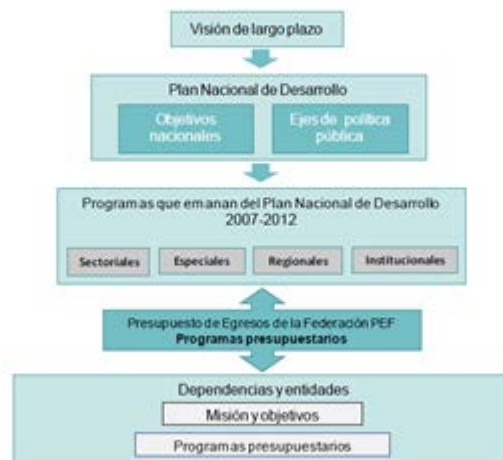 Visión de largo plazo
Plan Nacional de Desarrollo
Objetivos
nacionales
Ejes de política
pública
Programas que emanan del Plan Nacional de Desarrollo
2007-2012
Sectoriales
Especiales
Regionales
Institucionales
Presupuesto de Egresos de la Federación PEF
Programas presupuestarios
Dependencias y entidades
Misión y objetivos
Programas presupuestarios